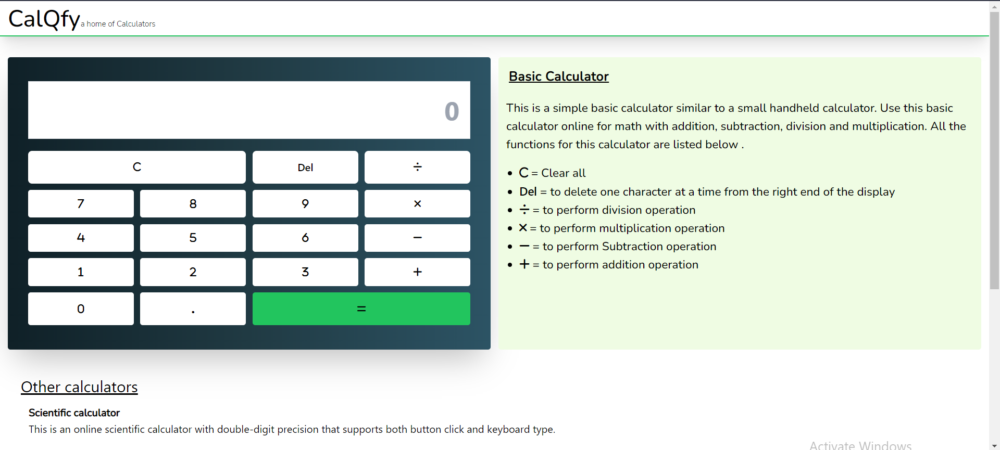 CalQfy a home of Calculators
0
C Del ÷
7 8 9 ×
4 5 6 −
1 2 3 +
0 . =
Basic Calculator
This is a simple basic calculator similar to a small handheld calculator. Use this basic
calculator online for math with addition, subtraction, division and multiplication. All the
functions for this calculator are listed below .
• C = Clear all
• Del = to delete one character at a time from the right end of the display
• ÷ = to perform division operation
• × = to perform multiplication operation
• − = to perform Subtraction operation
• + = to perform addition operation
Other calculators
Scientific calculator
This is an online scientific calculator with double-digit precision that supports both button click and keyboard type.
Activate Windows